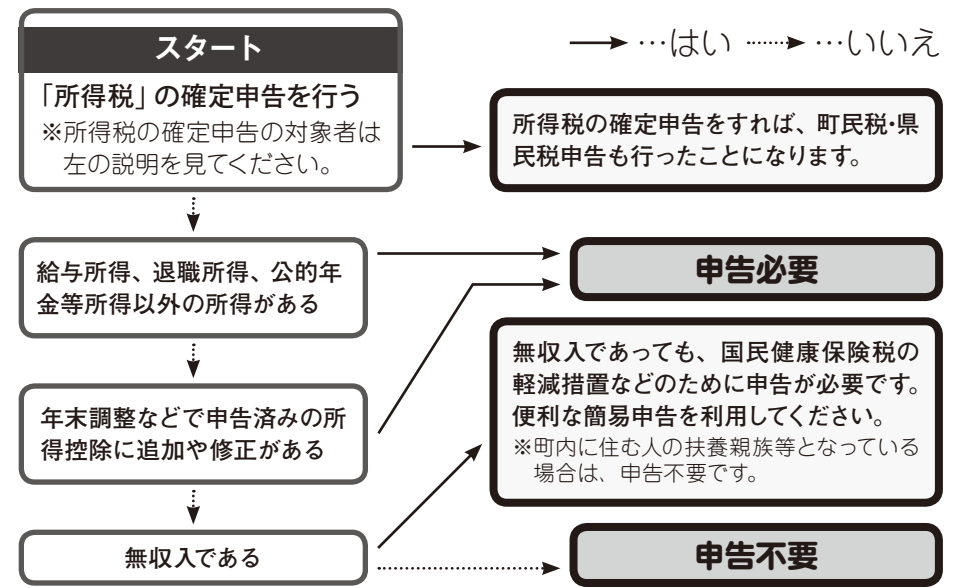 スタート
「所得税」の確定申告を行う
※所得税の確定申告の対象者は
左の説明を見てください。
…はい …いいえ
所得税の確定申告をすれば、町民税・県
民税申告も行ったことになります。
給与所得、退職所得、公的年
金等所得以外の所得がある
申告必要
年末調整などで申告済みの所
得控除に追加や修正がある
無収入であっても、国民健康保険税の
軽減措置などのために申告が必要です。
便利な簡易申告を利用してください。
※町内に住む人の扶養親族等となっている
場合は、申告不要です。
無収入である
申告不要